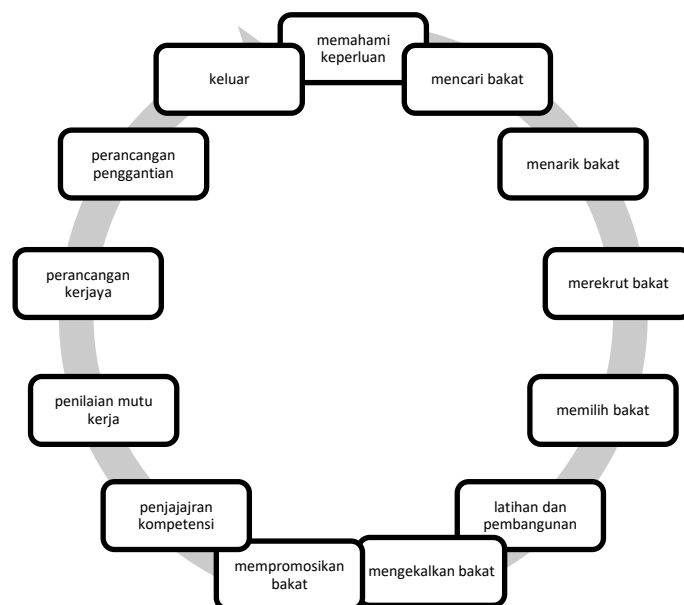 memahami
keperluan
mencari bakat
menarik bakat
merekrut bakat
memilih bakat
latihan dan
pembangunan
mengekalkan bakat
mempromosikan
bakat
penjajajran
kompetensi
penilaian mutu
kerja
perancangan
kerjaya
perancangan
penggantian
keluar